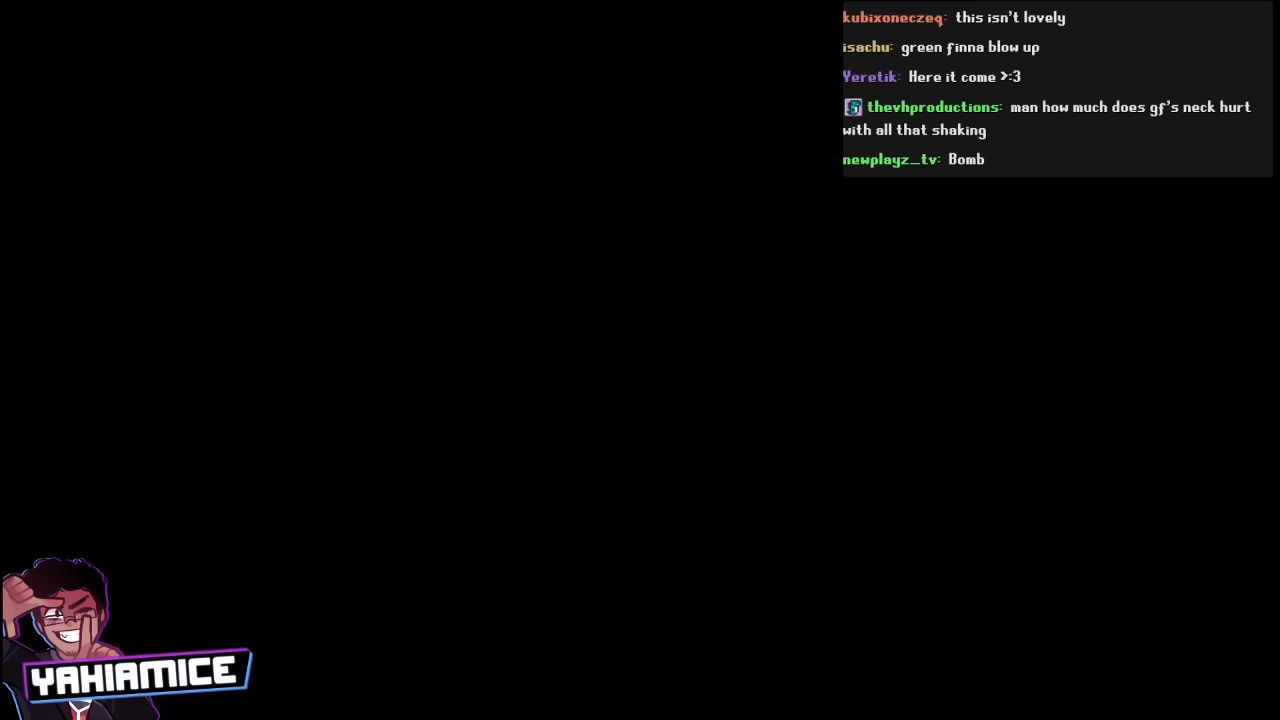 kubixoneczeq: this isn't lovely
isachu: green finna blow up
Yeretik: Here it come >:3
thevhproductions: man how much does gf's neck hurt
with all that shaking
newplayz_tv: Bomb
YAHIAMICE